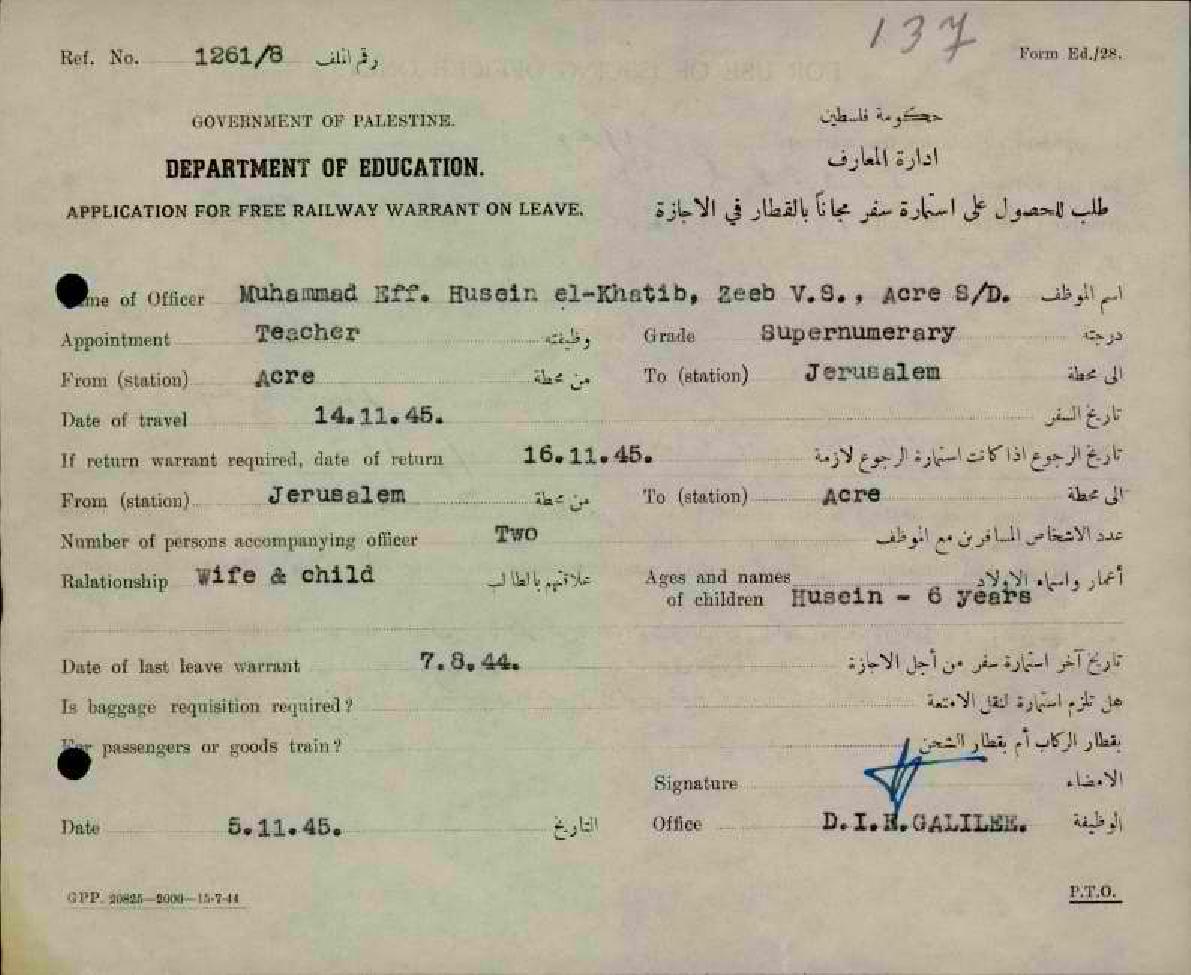 137
Ref. No. 1261/8 رقم الملف
Form Ed./28.
GOVERNMENT OF PALESTINE. حكومة فلسطين
DEPARTMENT OF EDUCATION. ادارة المعارف
APPLICATION FOR FREE RAILWAY WARRANT ON LEAVE. طلب للحصول على استمارة سفر مجاناً بالقطار في الاجازة
me of Officer Muhammad Eff. Husein el-Khatib, Zeeb V.S., Acre S/D. اسم الموظف
Appointment Teacher وظيفته Grade Supernumerary درجته
From (station) Acre من محطة To (station) Jerusalem الى محطة
Date of travel 14.11.45. تاريخ السفر
If return warrant required, date of return 16.11.45. تاريخ الرجوع اذا كانت استمارة الرجوع لازمة
From (station) Jerusalem من محطة To (station) Acre الى محطة
Number of persons accompanying officer Two عدد الاشخاص المسافرين مع الموظف
Ralationship Wife & child علاقتهم بالطالب Ages and names أعمار واسماء الاولاد
of children Husein - 6 years
Date of last leave warrant 7.8.44. تاريخ آخر استمارة سفر من أجل الاجازة
Is baggage requisition required? هل تلزم استمارة لنقل الامتعة
For passengers or goods train? بقطار الركاب أم بقطار الشحن
Signature الامضاء
Date 5.11.45. التاريخ Office D.I.E. GALILEE. الوظيفة
GPP. 20825—2000—15-7-44
P.T.O.